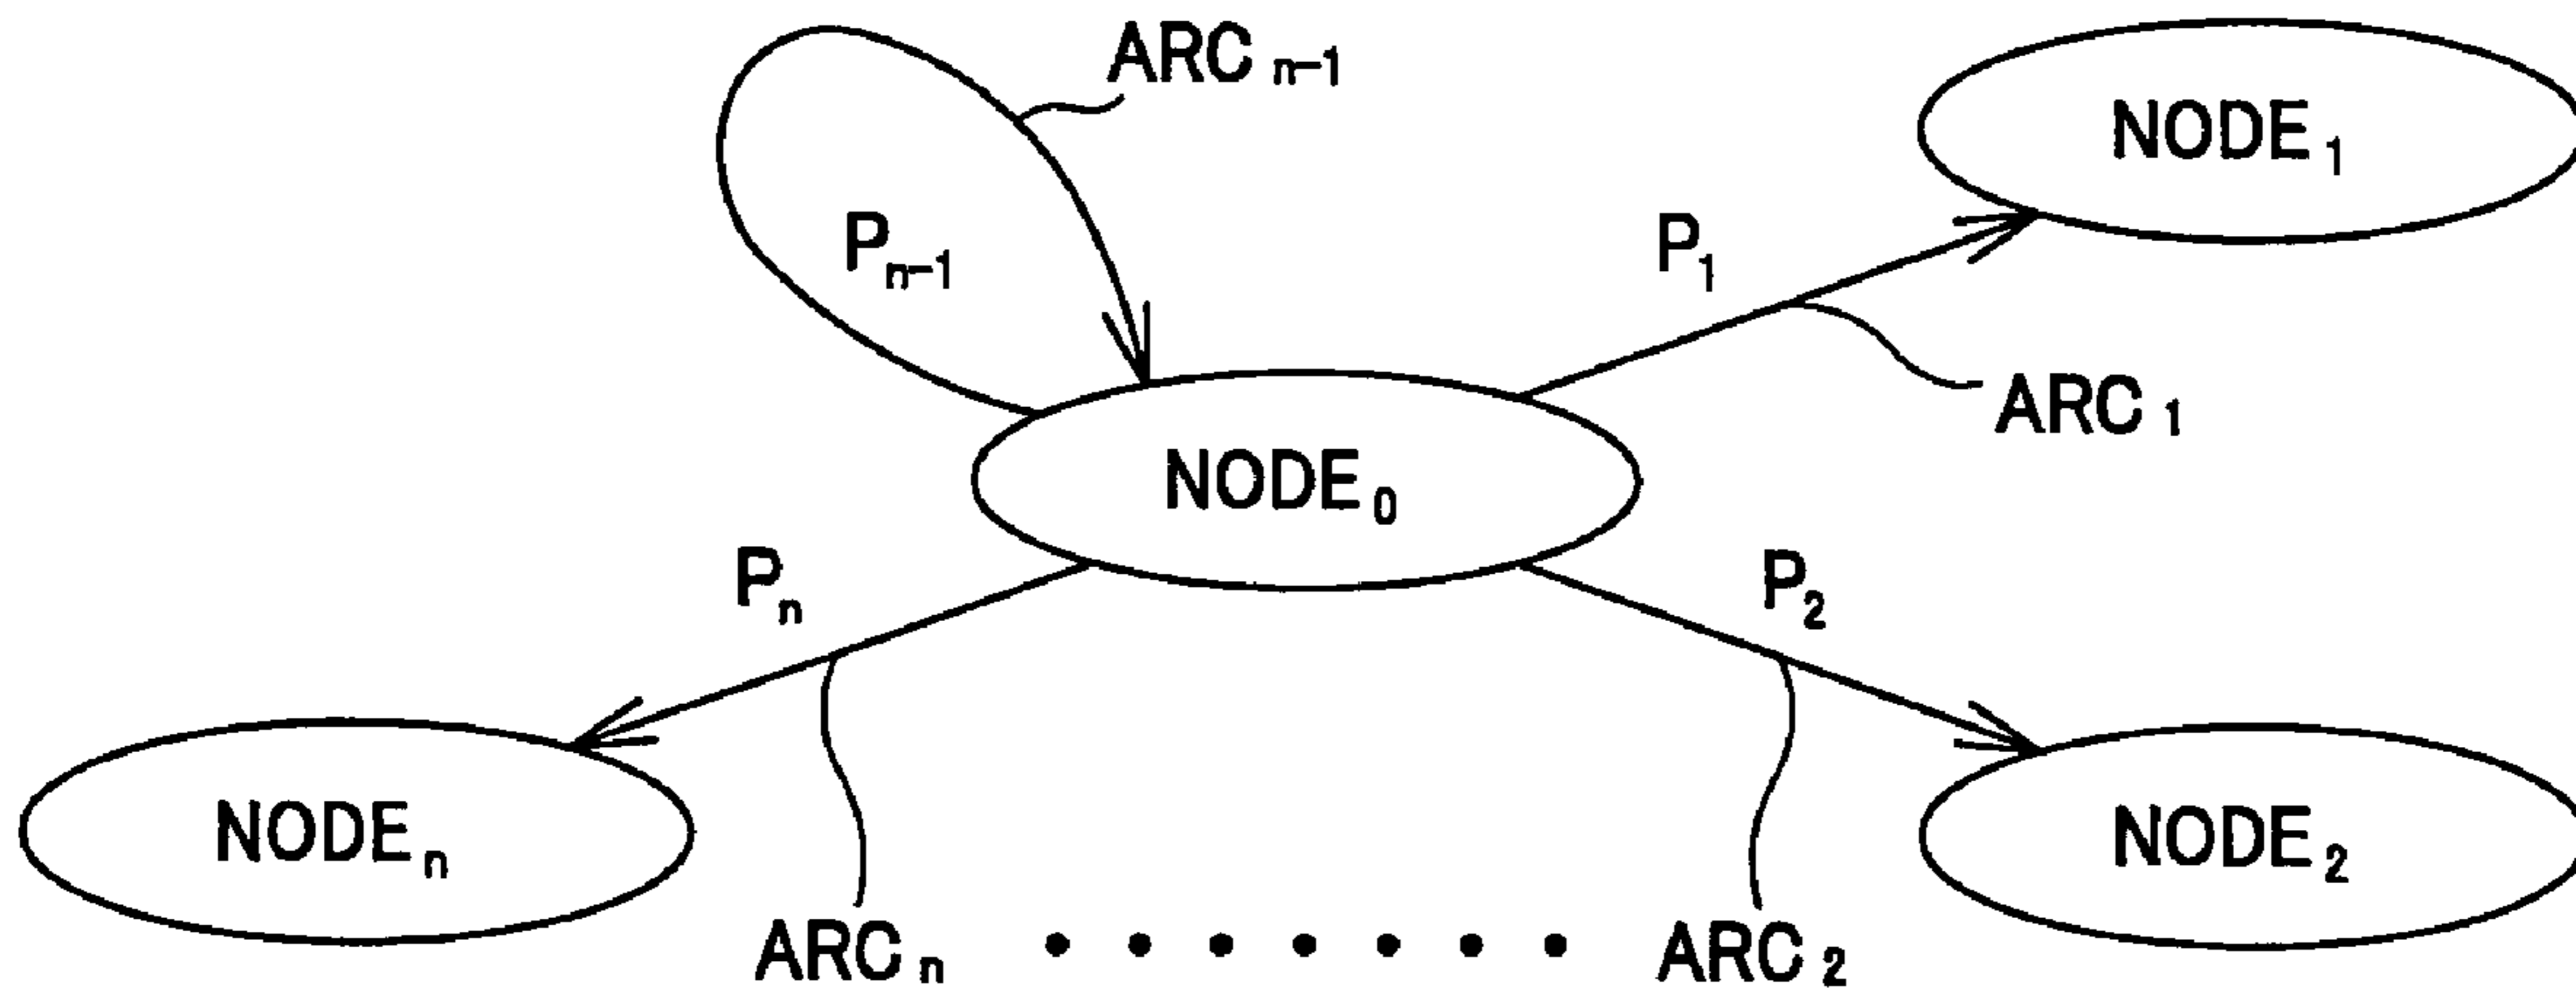 ARC n-1
NODE 1
P n-1
P 1
ARC 1
NODE 0
P n
P 2
NODE n
NODE 2
ARC n ・・・・・・・ ARC 2